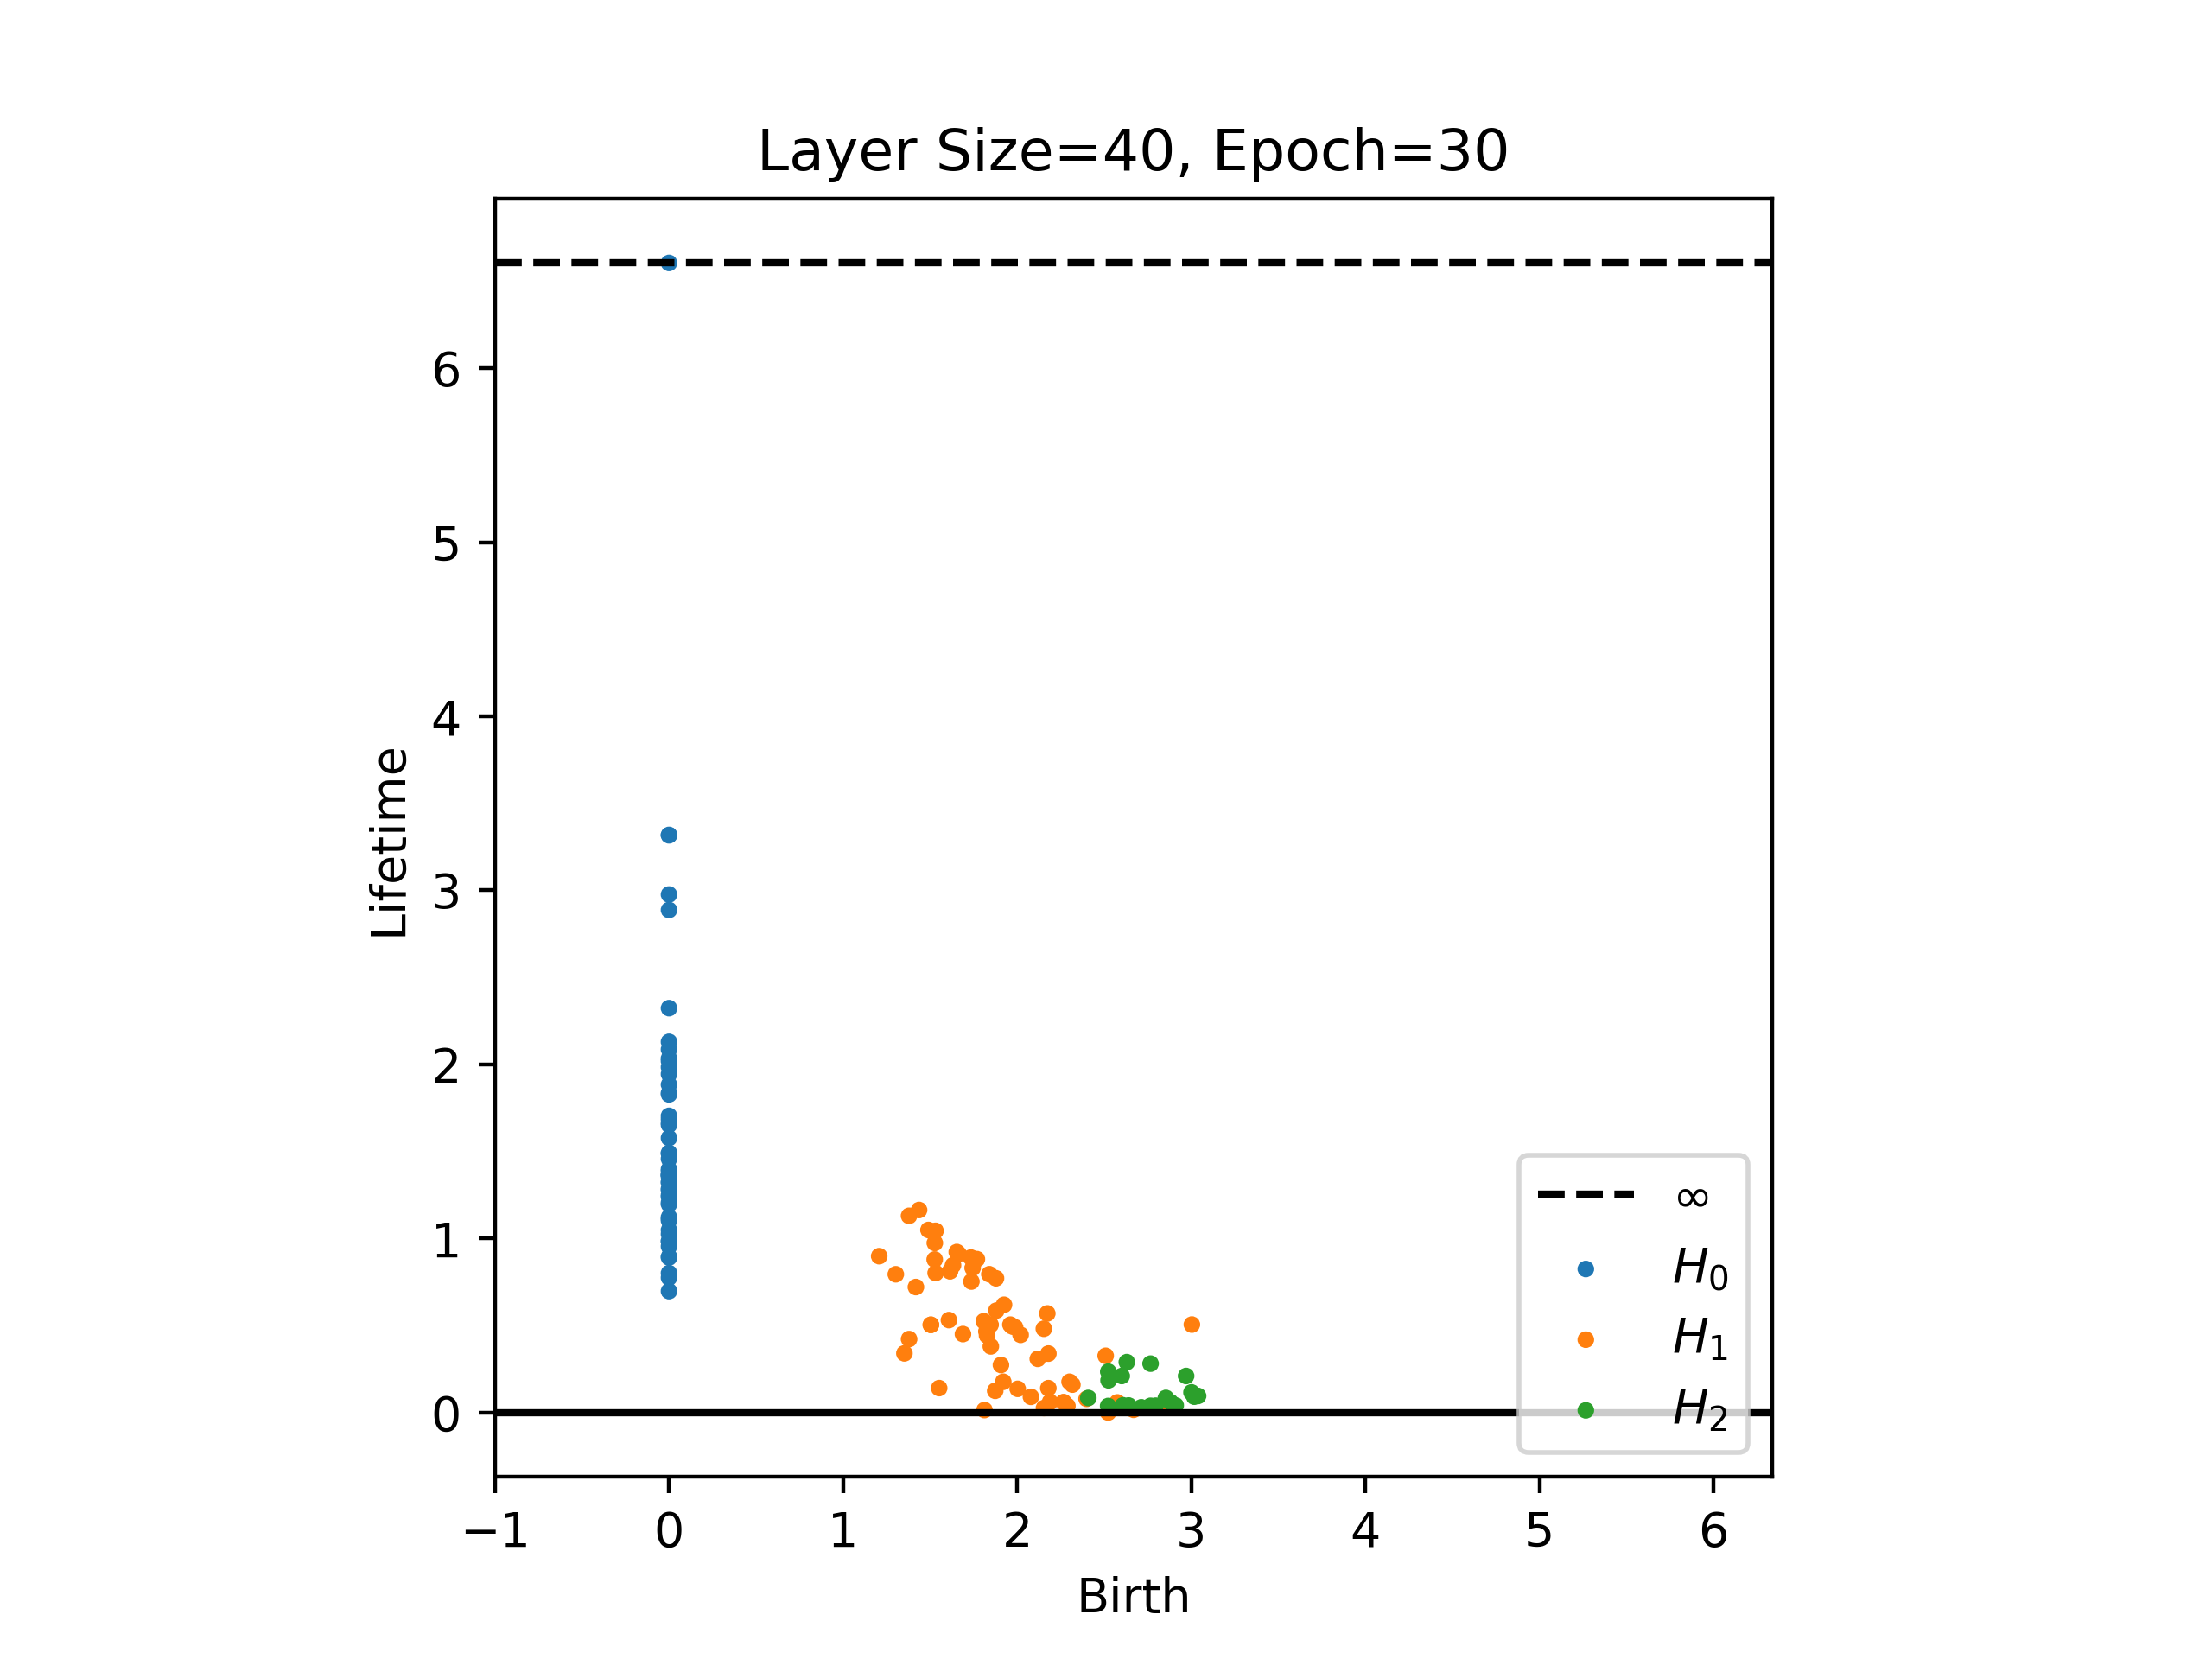 Layer Size=40, Epoch=30
Lifetime
6
5
4
3
2
1
0
−1 0 1 2 3 4 5 6
Birth
∞
H₀
H₁
H₂